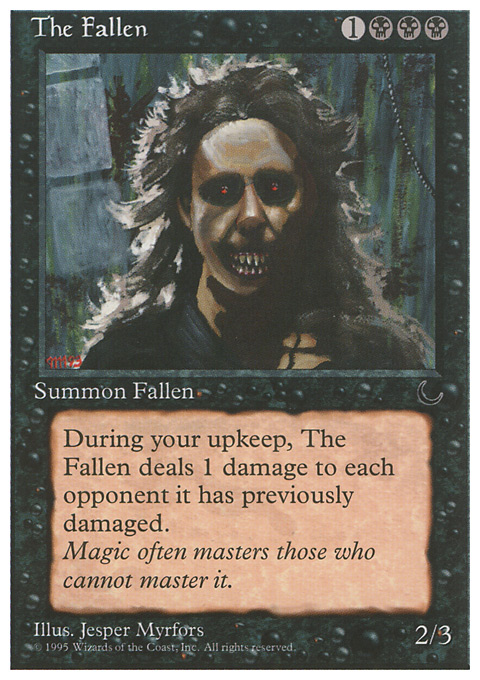 The Fallen 1
Summon Fallen
During your upkeep, The
Fallen deals 1 damage to each
opponent it has previously
damaged.
Magic often masters those who
cannot master it.
Illus. Jesper Myrfors
© 1995 Wizards of the Coast, Inc. All rights reserved.
2/3